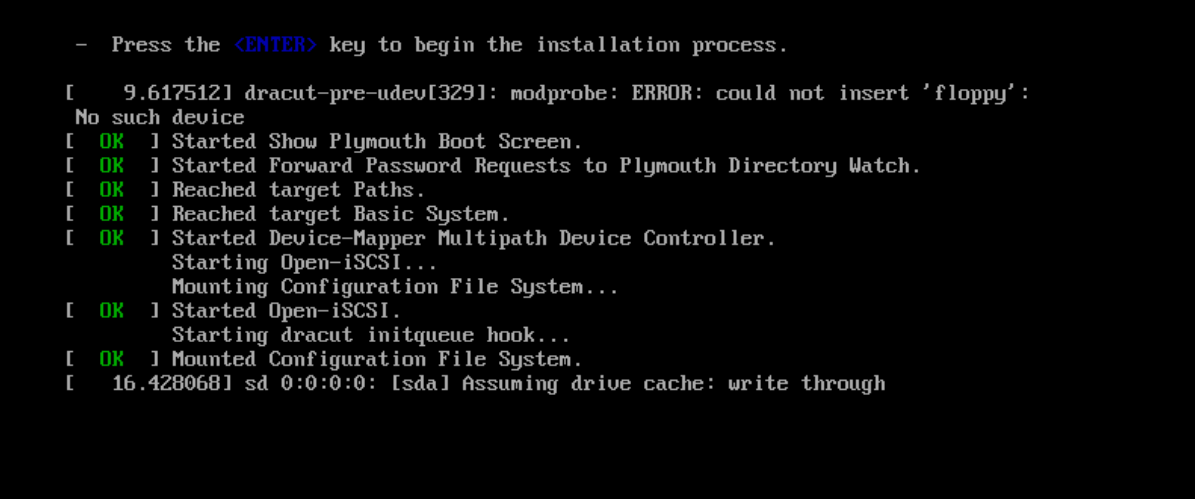 - Press the <ENTER> key to begin the installation process.
[    9.617512] dracut-pre-udev[329]: modprobe: ERROR: could not insert 'floppy':
No such device
[  OK  ] Started Show Plymouth Boot Screen.
[  OK  ] Started Forward Password Requests to Plymouth Directory Watch.
[  OK  ] Reached target Paths.
[  OK  ] Reached target Basic System.
[  OK  ] Started Device-Mapper Multipath Device Controller.
Starting Open-iSCSI...
Mounting Configuration File System...
[  OK  ] Started Open-iSCSI.
Starting dracut initqueue hook...
[  OK  ] Mounted Configuration File System.
[   16.428068] sd 0:0:0:0: [sda] Assuming drive cache: write through